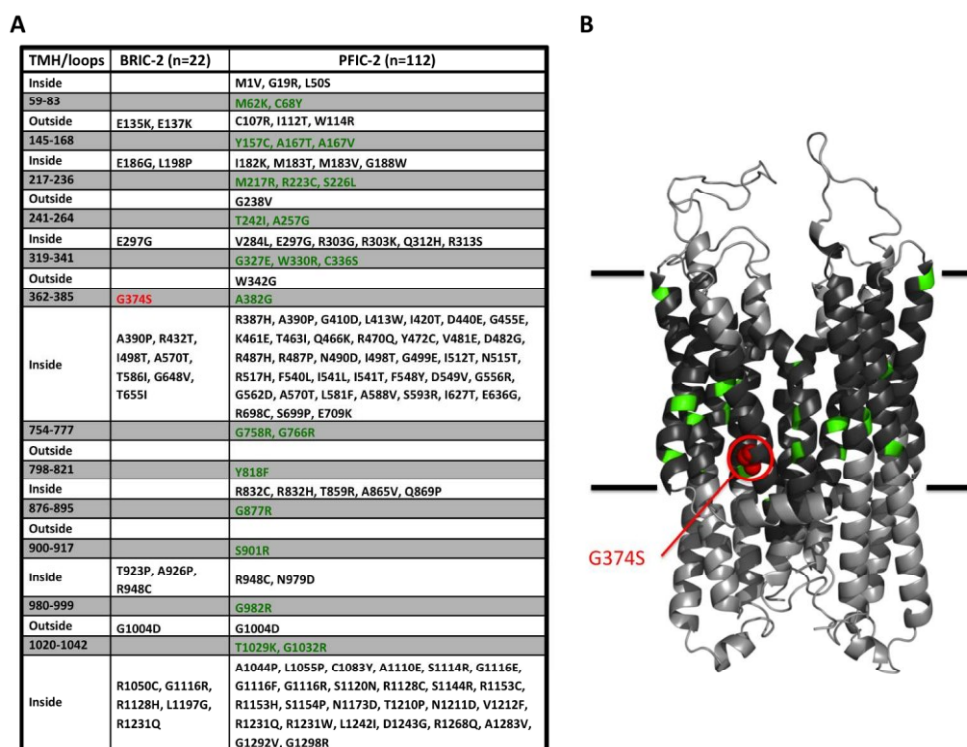 A
B
TMH/loops BRIC-2 (n=22) PFIC-2 (n=112)
Inside M1V, G19R, L50S
59-83 M62K, C68Y
Outside E135K, E137K C107R, I112T, W114R
145-168 Y157C, A167T, A167V
Inside E186G, L198P I182K, M183T, M183V, G188W
217-236 M217R, R223C, S226L
Outside G238V
241-264 T242I, A257G
Inside E297G V284L, E297G, R303G, R303K, Q312H, R313S
319-341 G327E, W330R, C336S
Outside W342G
362-385 G374S A382G
Inside
A390P, R432T,
I498T, A570T,
T586I, G648V,
T655I
R387H, A390P, G410D, L413W, I420T, D440E, G455E,
K461E, T463I, Q466K, R470Q, Y472C, V481E, D482G,
R487H, R487P, N490D, I498T, G499E, I512T, N515T,
R517H, F540L, I541L, I541T, F548Y, D549V, G556R,
G562D, A570T, L581F, A588V, S593R, I627T, E636G,
R698C, S699P, E709K
754-777 G758R, G766R
Outside
798-821 Y818F
Inside R832C, R832H, T859R, A865V, Q869P
876-895 G877R
Outside
900-917 S901R
Inside
T923P, A926P,
R948C
R948C, N979D
980-999 G982R
Outside G1004D G1004D
1020-1042 T1029K, G1032R
Inside
R1050C, G1116R,
R1128H, L1197G,
R1231Q
A1044P, L1055P, C1083Y, A1110E, S1114R, G1116E,
G1116F, G1116R, S1120N, R1128C, S1144R, R1153C,
R1153H, S1154P, N1173D, T1210P, N1211D, V1212F,
R1231Q, R1231W, L1242I, D1243G, R1268Q, A1283V,
G1292V, G1298R
G374S